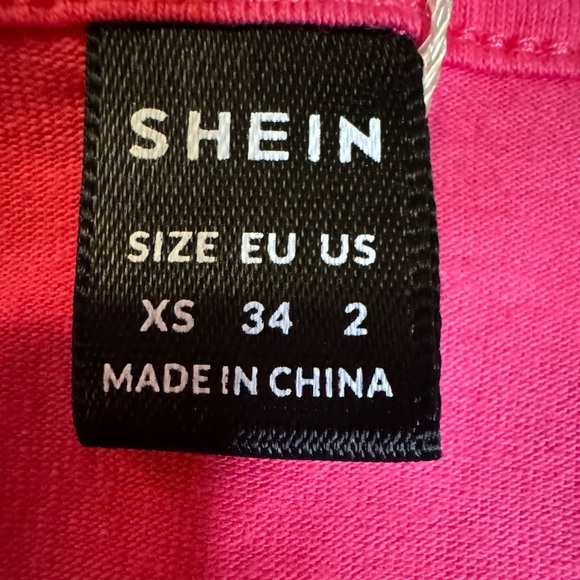 SHEIN
SIZE EU US
XS 34 2
MADE IN CHINA